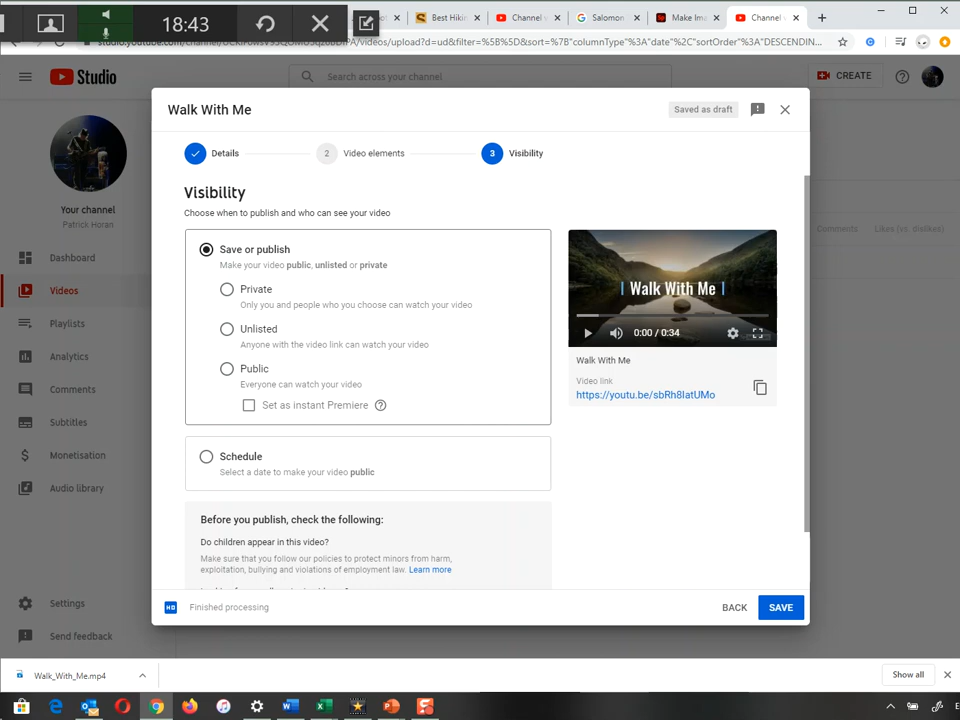 18:43
Best Hikin
Channel v
Salomon
Make Ima
Channel v
studio.youtube.com/channel/
/videos/upload?d=ud&filter=%5B%5D&sort=%7B"columnType"%3A"date"%2C"sortOrder"%3A"DESCENDIN...
Studio
Search across your channel
CREATE
Your channel
Patrick Horan
Dashboard
Videos
Playlists
Analytics
Comments
Subtitles
Monetisation
Audio library
Settings
Send feedback
Comments
Likes (vs. dislikes)
Walk With Me
Saved as draft
Details
2
Video elements
3
Visibility
Visibility
Choose when to publish and who can see your video
Save or publish
Make your video public, unlisted or private
Private
Only you and people who you choose can watch your video
Unlisted
Anyone with the video link can watch your video
Public
Everyone can watch your video
Set as instant Premiere
Schedule
Select a date to make your video public
Before you publish, check the following:
Do children appear in this video?
Make sure that you follow our policies to protect minors from harm,
exploitation, bullying and violations of employment law. Learn more
Walk With Me
0:00 / 0:34
Walk With Me
Video link
https://youtu.be/sbRh8IatUMo
HD
Finished processing
BACK
SAVE
Walk_With_Me.mp4
Show all